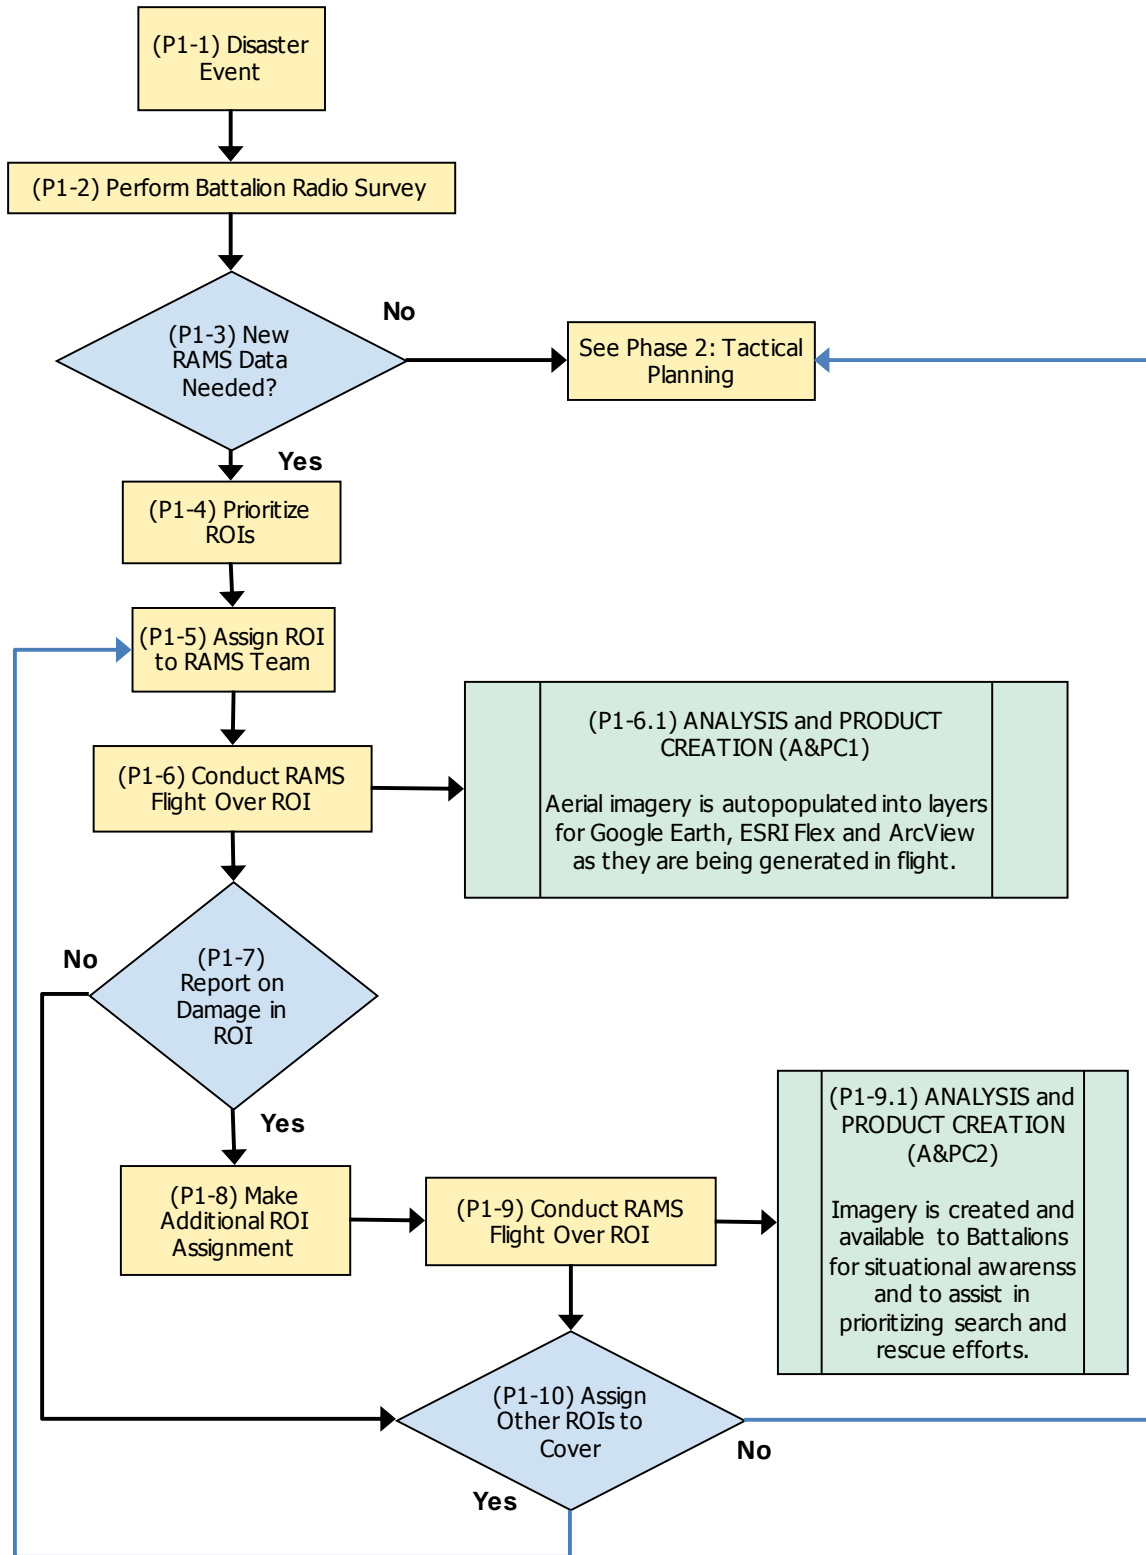 (P1-1) Disaster
Event
(P1-2) Perform Battalion Radio Survey
(P1-3) New
RAMS Data
Needed?
No
See Phase 2: Tactical
Planning
Yes
(P1-4) Prioritize
ROIs
(P1-5) Assign ROI
to RAMS Team
(P1-6) Conduct RAMS
Flight Over ROI
(P1-6.1) ANALYSIS and PRODUCT
CREATION (A&PC1)
Aerial imagery is autopopulated into layers
for Google Earth, ESRI Flex and ArcView
as they are being generated in flight.
No
(P1-7)
Report on
Damage in
ROI
Yes
(P1-8) Make
Additional ROI
Assignment
(P1-9) Conduct RAMS
Flight Over ROI
(P1-9.1) ANALYSIS and
PRODUCT CREATION
(A&PC2)
Imagery is created and
available to Battalions
for situational awarenss
and to assist in
prioritizing search and
rescue efforts.
(P1-10) Assign
Other ROIs to
Cover
No
Yes